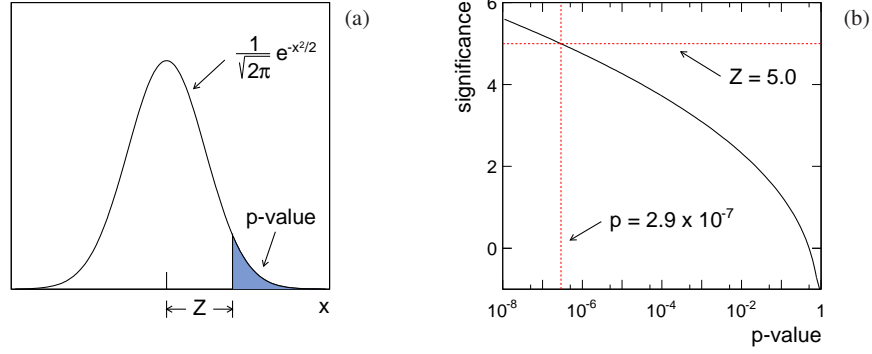 (a)
1
√2π e^-x²/2
p-value
Z
x
(b)
significance
6
4
2
0
Z = 5.0
p = 2.9 x 10^-7
10^-8 10^-6 10^-4 10^-2 1
p-value